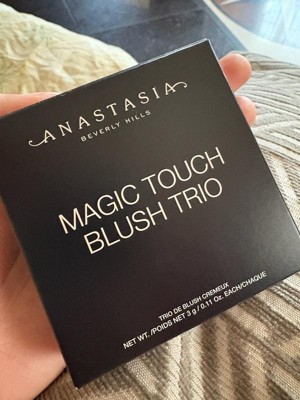 ANASTASIA
BEVERLY HILLS
MAGIC TOUCH
BLUSH TRIO
TRIO DE BLUSH CREMEUX
NET WT. /POIDS NET 3 g / 0.11 Oz. EACH/CHAQUE